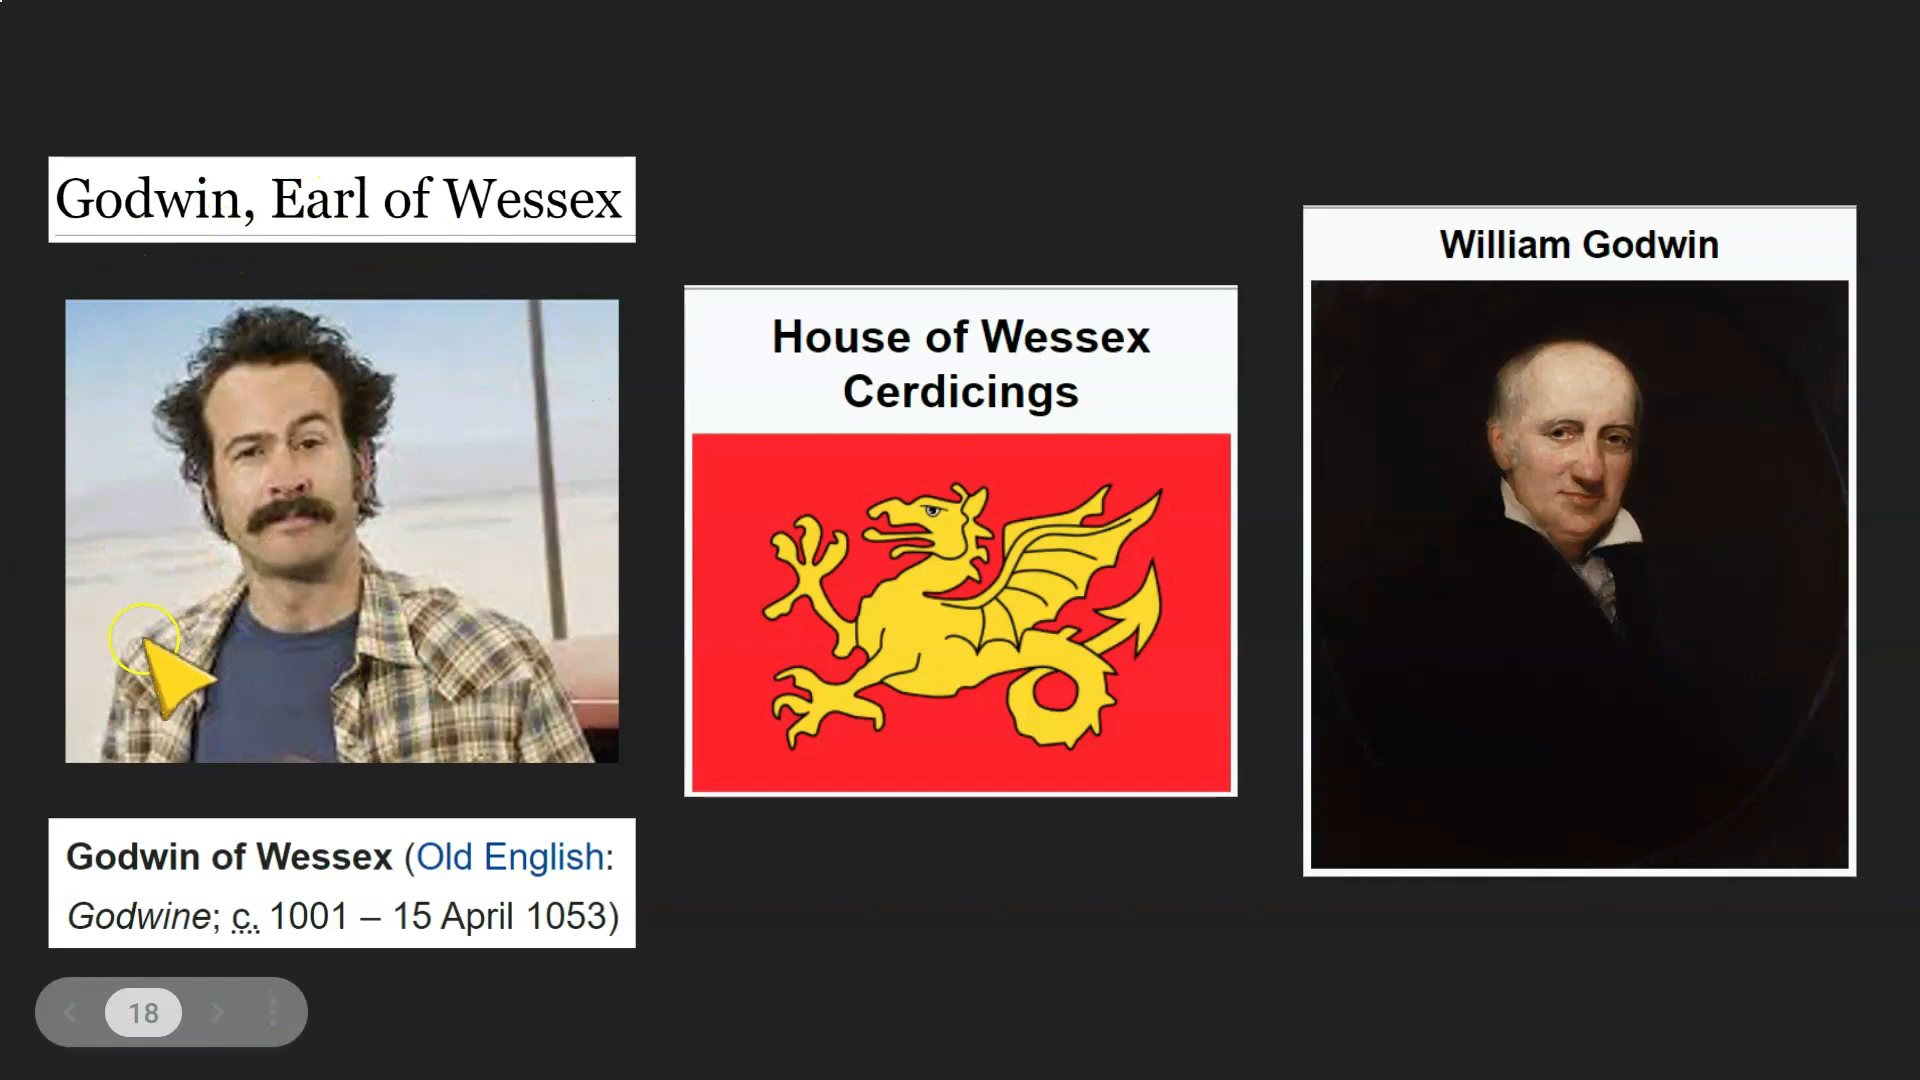 Godwin, Earl of Wessex
Godwin of Wessex (Old English:
Godwine; c. 1001 – 15 April 1053)
House of Wessex
Cerdicings
William Godwin
18